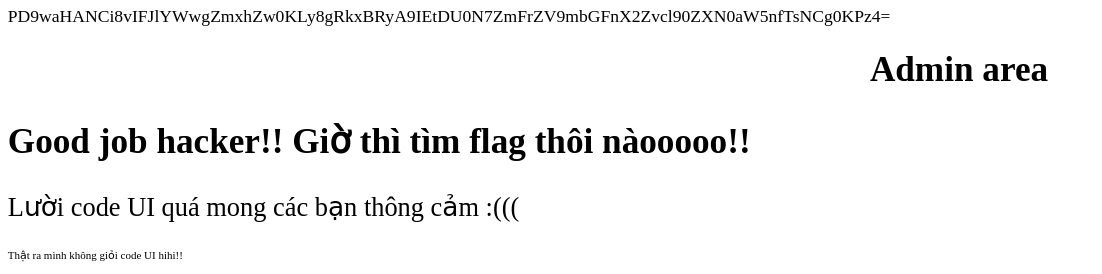 PD9waHANCi8vIFJlYWwgZmxhZw0KLy8gRkxBRyA9IEtDU0N7ZmFrZV9mbGFnX2Zvcl90ZXN0aW5nfTsNCg0KPz4=
Admin area
Good job hacker!! Giờ thì tìm flag thôi nàooooo!!
Lười code UI quá mong các bạn thông cảm :(((
Thật ra mình không giỏi code UI hihi!!